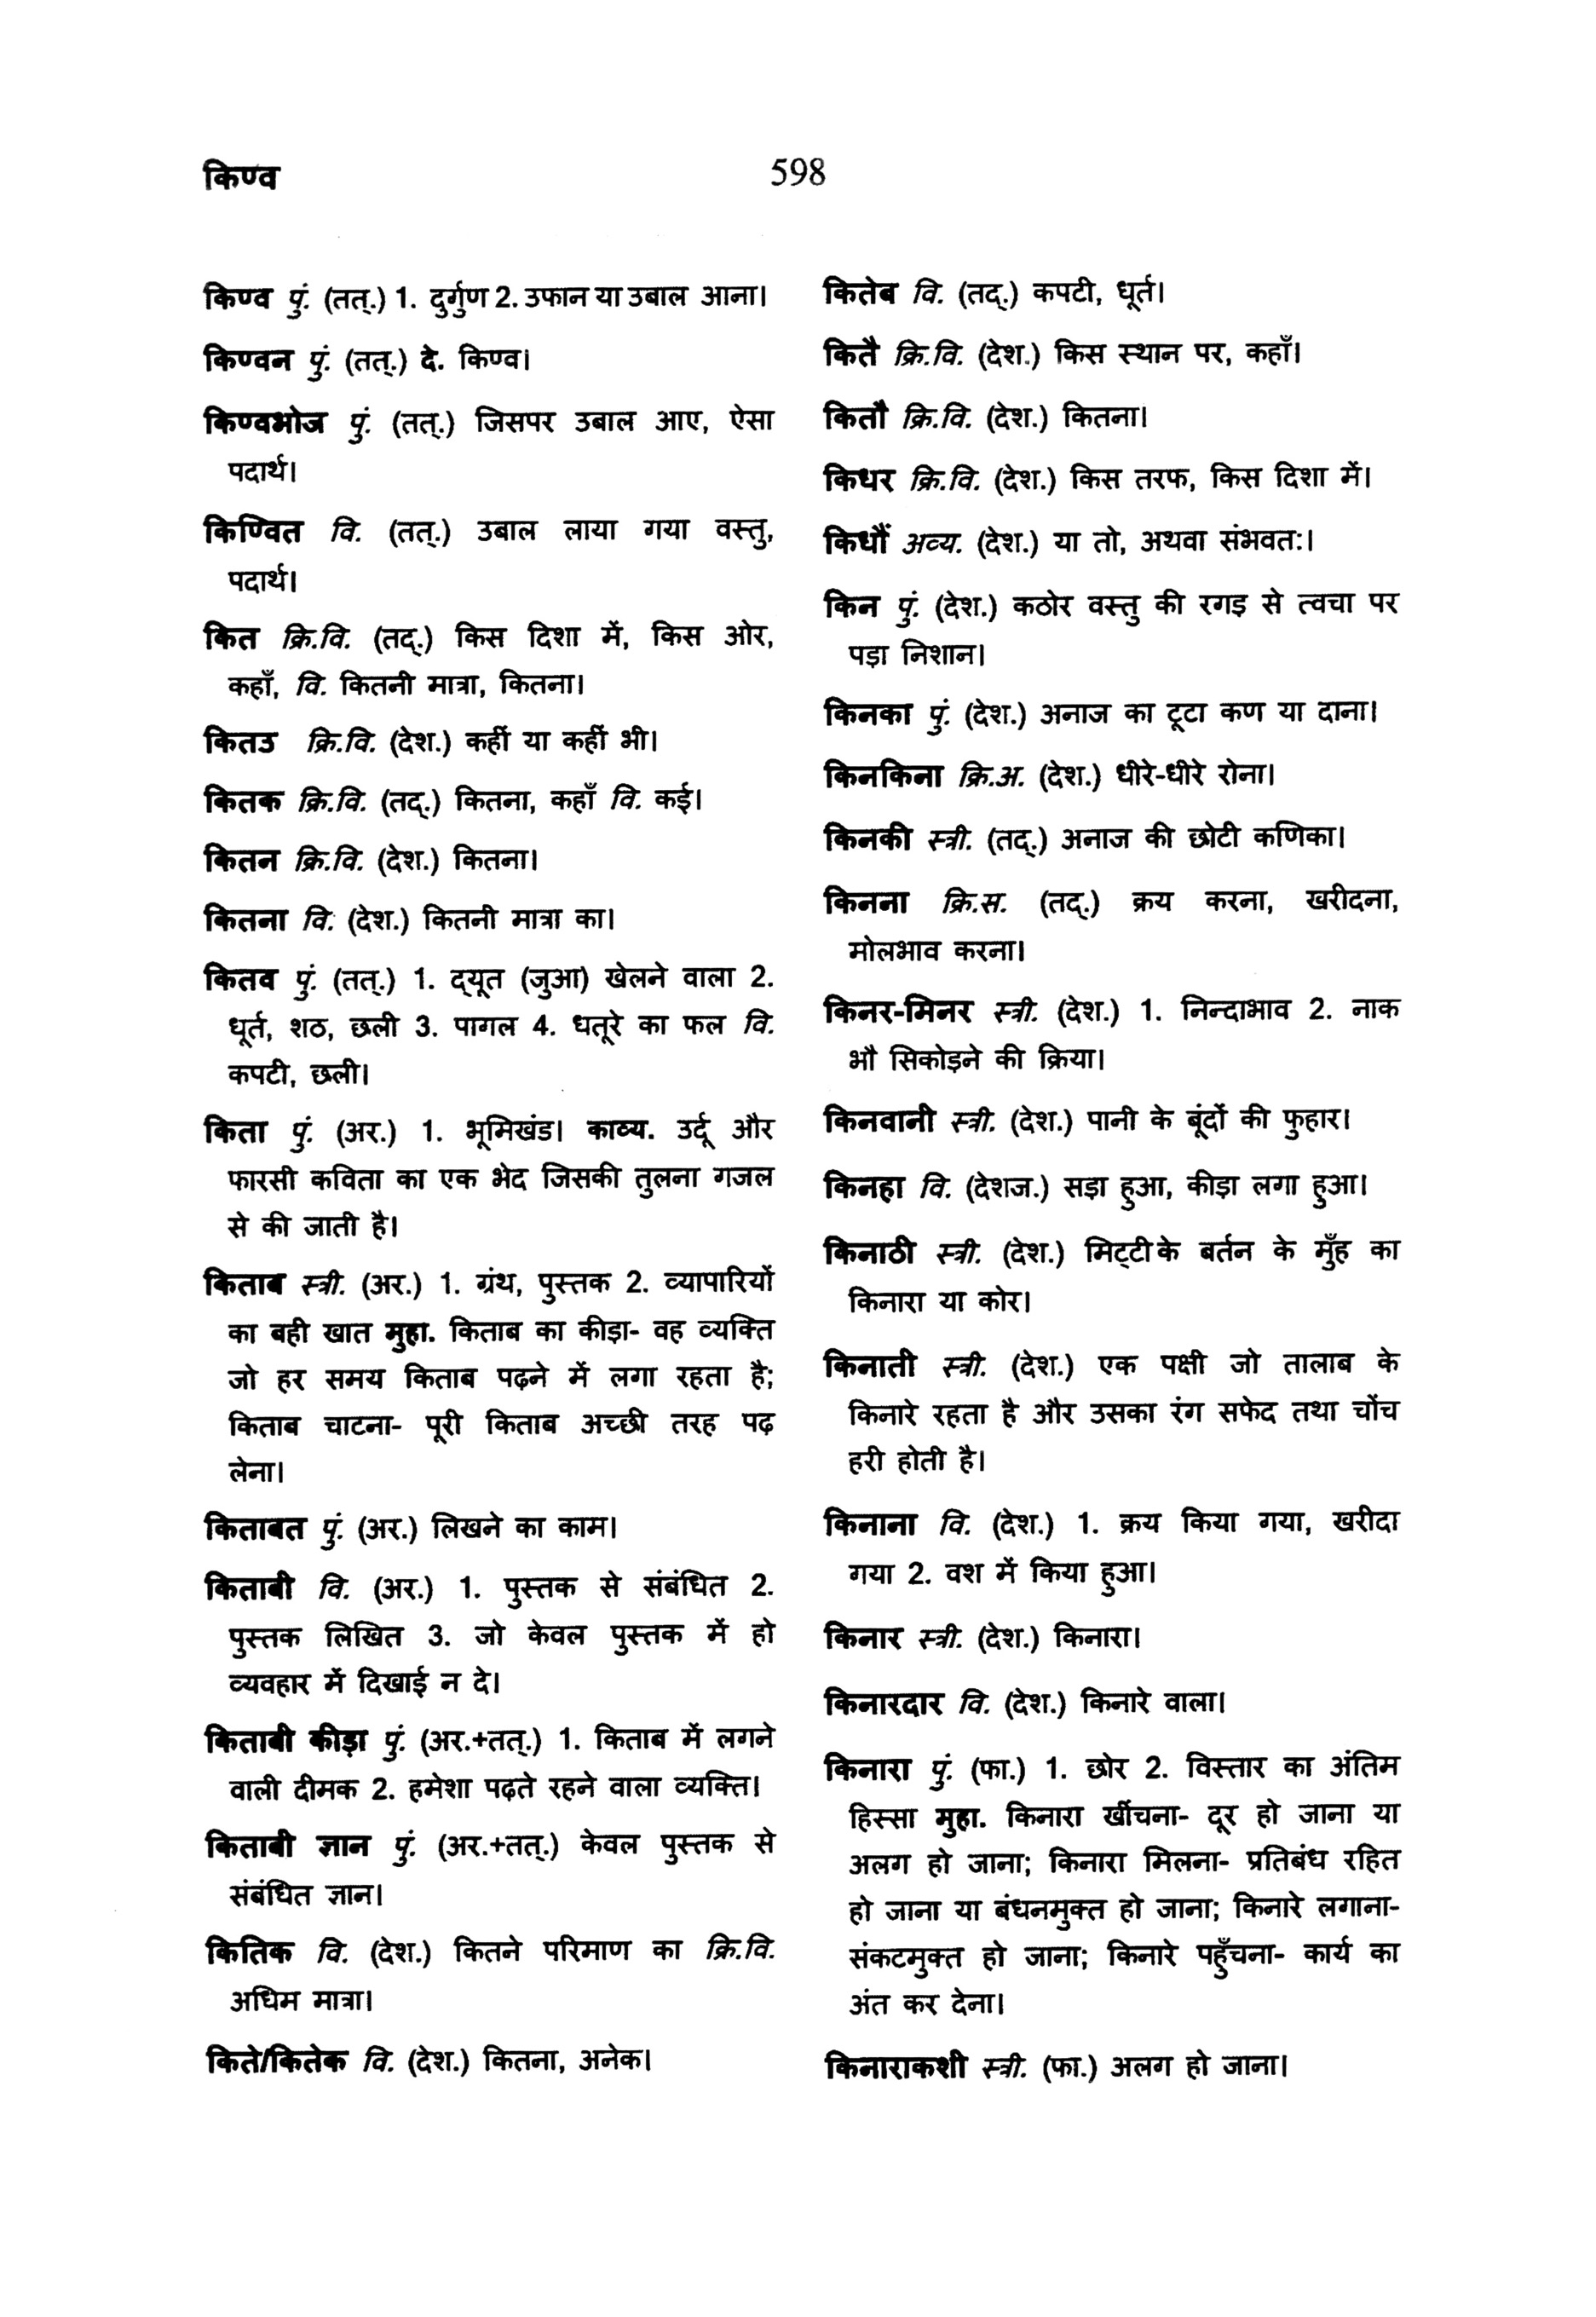 किण्व
598
किण्व पुं. (तत्.) 1. दुर्गुण 2. उफान या उबाल आना।
किण्वन पुं. (तत्.) दे. किण्व।
किण्वभोज पुं. (तत्.) जिसपर उबाल आए, ऐसा
पदार्थ।
किण्वित वि. (तत्.) उबाल लाया गया वस्तु,
पदार्थ।
कित क्रि.वि. (तद्.) किस दिशा में, किस ओर,
कहाँ, वि. कितनी मात्रा, कितना।
कितउ क्रि.वि. (देश.) कहीं या कहीं भी।
कितक क्रि.वि. (तद्.) कितना, कहाँ वि. कई।
कितन क्रि.वि. (देश.) कितना।
कितना वि. (देश.) कितनी मात्रा का।
कितव पुं. (तत्.) 1. द्‌यूत (जुआ) खेलने वाला 2.
धूर्त, शठ, छली 3. पागल 4. धतूरे का फल वि.
कपटी, छली।
किता पुं. (अर.) 1. भूमिखंड। काव्य. उर्दू और
फारसी कविता का एक भेद जिसकी तुलना गजल
से की जाती है।
किताब स्त्री. (अर.) 1. ग्रंथ, पुस्तक 2. व्यापारियों
का बही खात मुहा. किताब का कीड़ा- वह व्यक्ति
जो हर समय किताब पढ़ने में लगा रहता है;
किताब चाटना- पूरी किताब अच्छी तरह पढ़
लेना।
किताबत पुं. (अर.) लिखने का काम।
किताबी वि. (अर.) 1. पुस्तक से संबंधित 2.
पुस्तक लिखित 3. जो केवल पुस्तक में हो
व्यवहार में दिखाई न दे।
किताबी कीड़ा पुं. (अर.+तत्.) 1. किताब में लगने
वाली दीमक 2. हमेशा पढ़ते रहने वाला व्यक्ति।
किताबी ज्ञान पुं. (अर.+तत्.) केवल पुस्तक से
संबंधित ज्ञान।
कितिक वि. (देश.) कितने परिमाण का क्रि.वि.
अधिम मात्रा।
किते/कितेक वि. (देश.) कितना, अनेक।
कितेब वि. (तद्.) कपटी, धूर्त।
कितै क्रि.वि. (देश.) किस स्थान पर, कहाँ।
कितौ क्रि.वि. (देश.) कितना।
किधर क्रि.वि. (देश.) किस तरफ, किस दिशा में।
किधौं अव्य. (देश.) या तो, अथवा संभवत:।
किन पुं. (देश.) कठोर वस्तु की रगड़ से त्वचा पर
पड़ा निशान।
किनका पुं. (देश.) अनाज का टूटा कण या दाना।
किनकिना क्रि.अ. (देश.) धीरे-धीरे रोना।
किनकी स्त्री. (तद्.) अनाज की छोटी कणिका।
किनना क्रि.स. (तद्.) क्रय करना, खरीदना,
मोलभाव करना।
किनर-मिनर स्त्री. (देश.) 1. निन्दाभाव 2. नाक
भौ सिकोड़ने की क्रिया।
किनवानी स्त्री. (देश.) पानी के बूंदों की फुहार।
किनहा वि. (देशज.) सड़ा हुआ, कीड़ा लगा हुआ।
किनाठी स्त्री. (देश.) मिट्‌टी के बर्तन के मुँह का
किनारा या कोर।
किनाती स्त्री. (देश.) एक पक्षी जो तालाब के
किनारे रहता है और उसका रंग सफेद तथा चोंच
हरी होती है।
किनाना वि. (देश.) 1. क्रय किया गया, खरीदा
गया 2. वश में किया हुआ।
किनार स्त्री. (देश.) किनारा।
किनारदार वि. (देश.) किनारे वाला।
किनारा पुं. (फा.) 1. छोर 2. विस्तार का अंतिम
हिस्सा मुहा. किनारा खींचना- दूर हो जाना या
अलग हो जाना; किनारा मिलना- प्रतिबंध रहित
हो जाना या बंधनमुक्त हो जाना; किनारे लगाना-
संकटमुक्त हो जाना; किनारे पहुँचना- कार्य का
अंत कर देना।
किनाराकशी स्त्री. (फा.) अलग हो जाना।